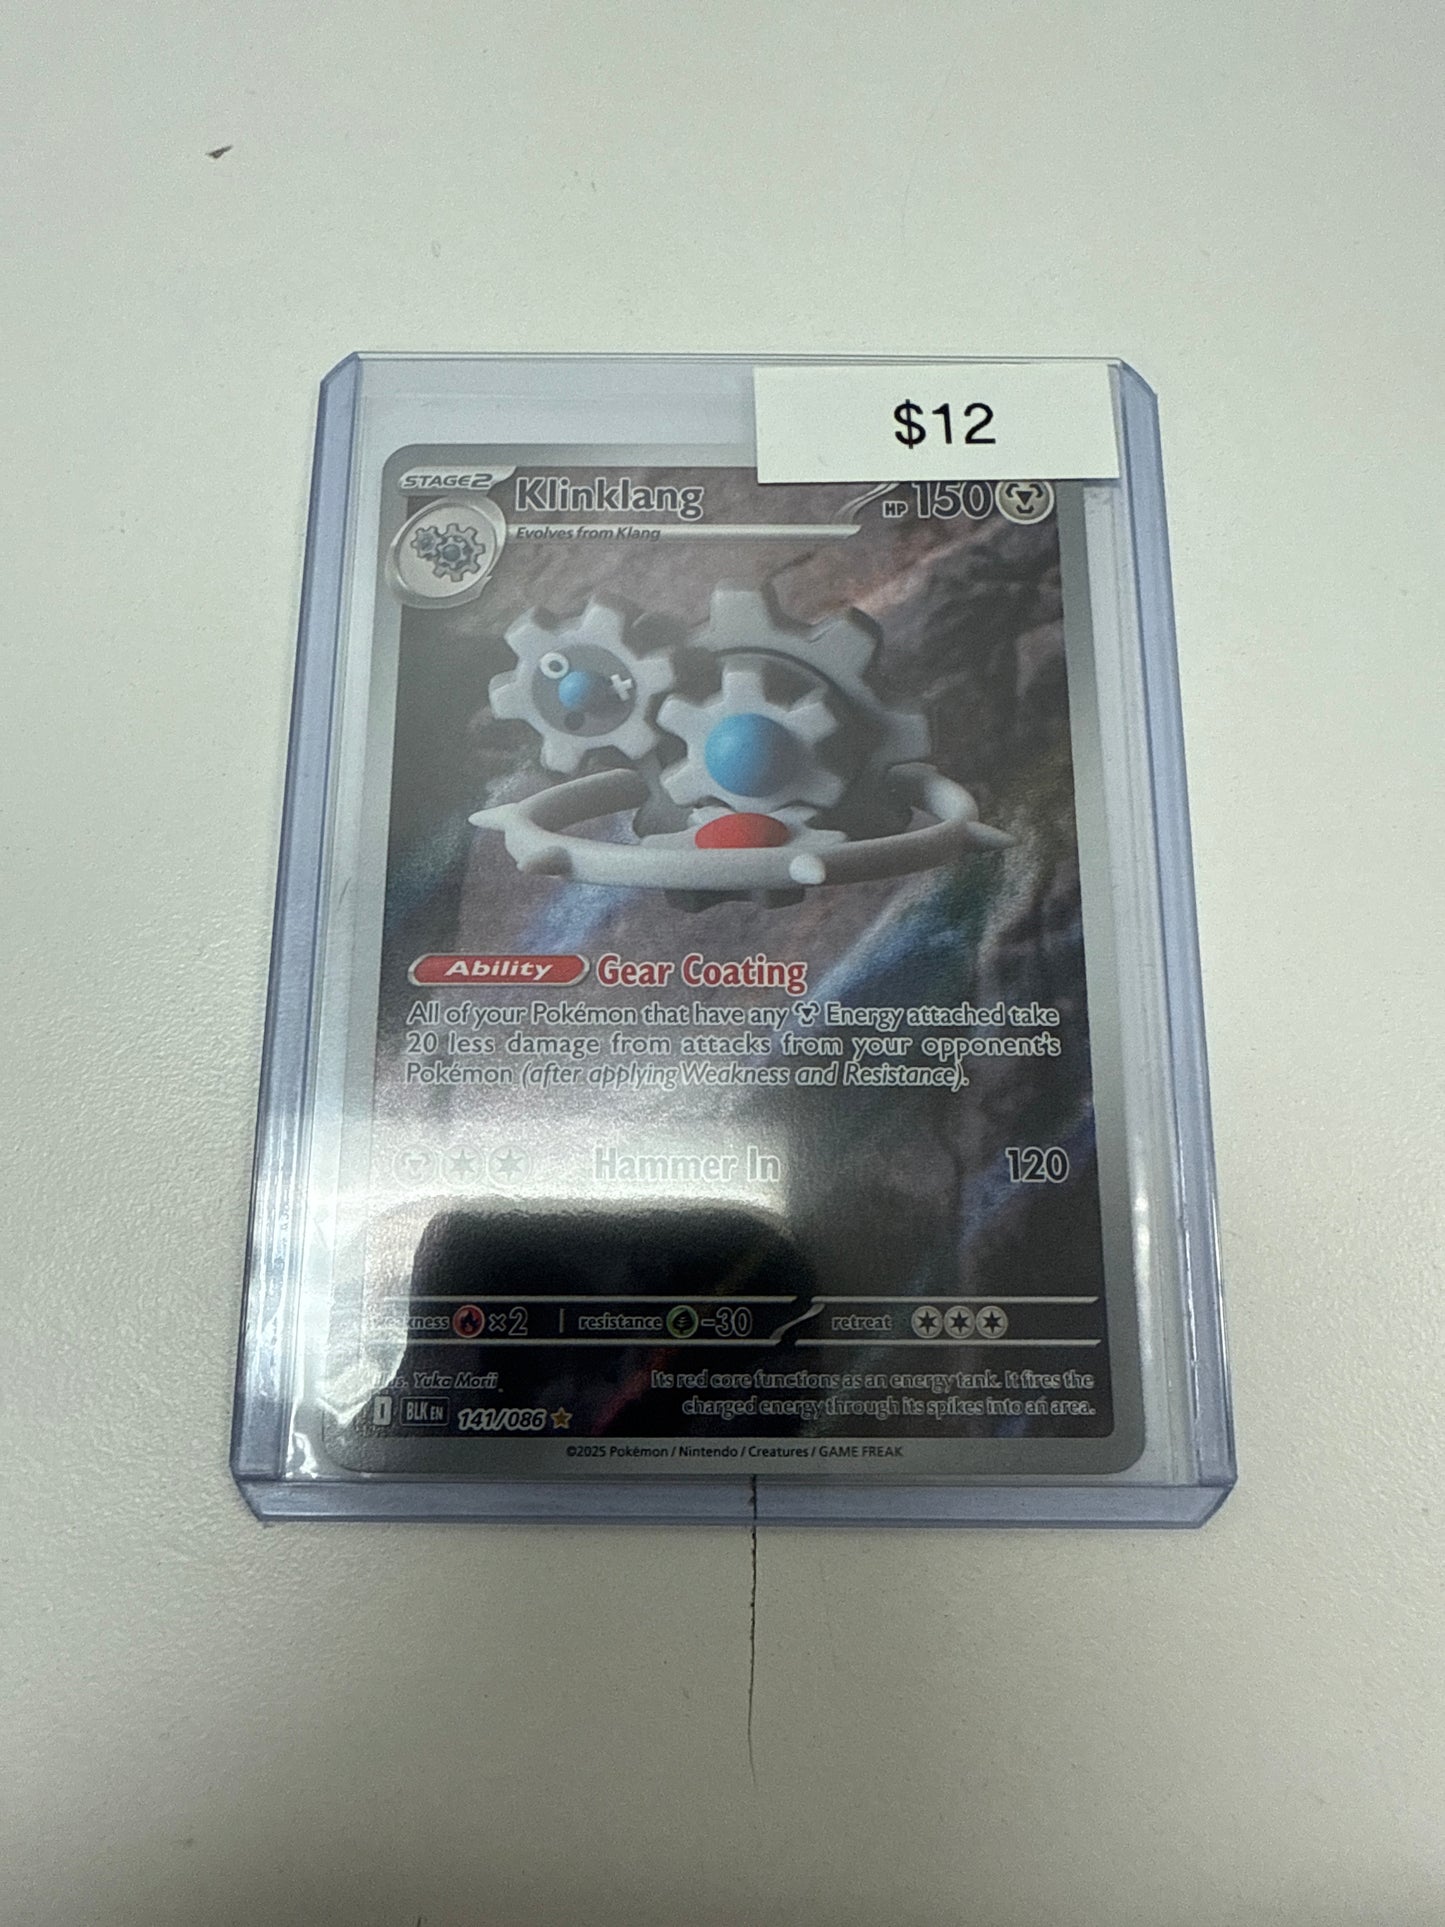 $12
STAGE2 Klinklang HP 150
Evolves from Klang
Ability Gear Coating
All of your Pokémon that have any Energy attached take
20 less damage from attacks from your opponent's
Pokémon (after applying Weakness and Resistance).
Hammer In 120
weakness ×2 resistance -30 retreat
Illus. Yuka Morii
Its red core functions as an energy tank. It fires the
charged energy through its spikes into an area.
I BLK EN 141/086
©2025 Pokémon / Nintendo / Creatures / GAME FREAK